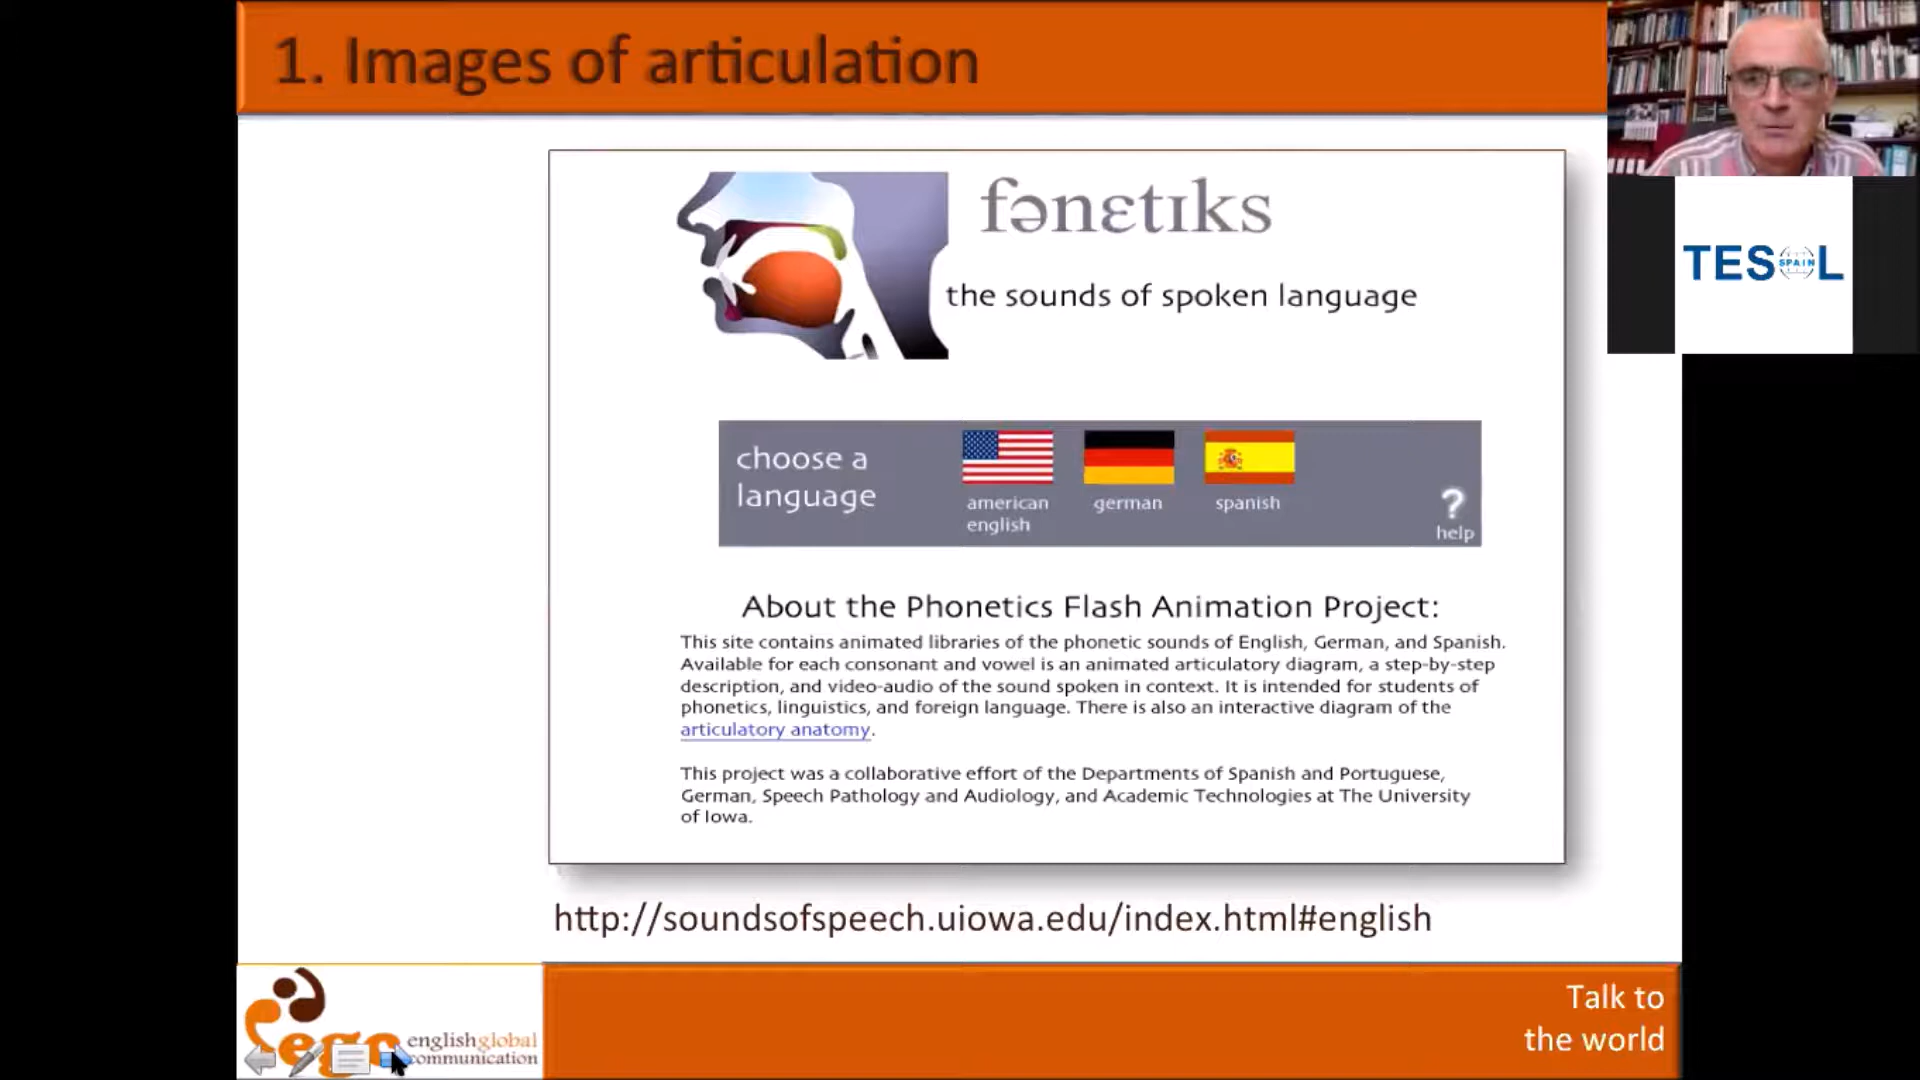 1. Images of articulation
fənɛtɪks
the sounds of spoken language
choose a
language
american
english
german
spanish
?
help
About the Phonetics Flash Animation Project:
This site contains animated libraries of the phonetic sounds of English, German, and Spanish.
Available for each consonant and vowel is an animated articulatory diagram, a step-by-step
description, and video-audio of the sound spoken in context. It is intended for students of
phonetics, linguistics, and foreign language. There is also an interactive diagram of the
articulatory anatomy.
This project was a collaborative effort of the Departments of Spanish and Portuguese,
German, Speech Pathology and Audiology, and Academic Technologies at The University
of Iowa.
http://soundsofspeech.uiowa.edu/index.html#english
TESOL
SPAIN
ego
englishglobal
communication
Talk to
the world